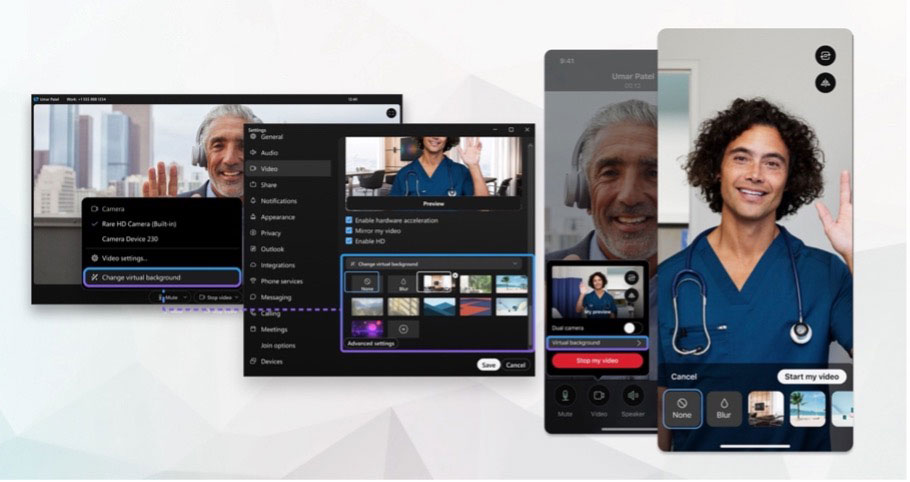 Umar Patel Work: +1 555 888 1234
12:40
Camera
Rare HD Camera (Built-in)
Camera Device 230
Video settings...
Change virtual background
Mute
Stop video
Settings
General
Audio
Video
Share
Notifications
Appearance
Privacy
Outlook
Integrations
Phone services
Messaging
Calling
Meetings
Join options
Devices
Preview
Enable hardware acceleration
Mirror my video
Enable HD
Change virtual background
None
Blur
Advanced settings
Save
Cancel
9:41
Umar Patel
00:12
My preview
Dual camera
Virtual background
Stop my video
Mute
Video
Speaker
Cancel
Start my video
None
Blur